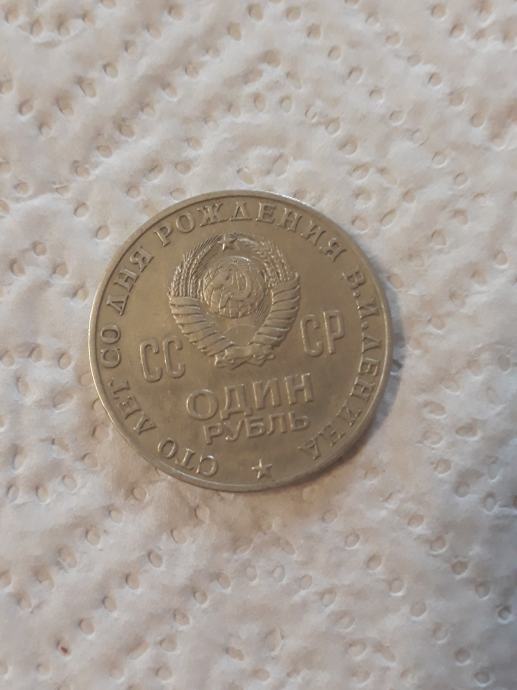 СТО ЛЕТ СО ДНЯ РОЖДЕНИЯ В.И.ЛЕНИНА
СС СР
ОДИН
РУБЛЬ